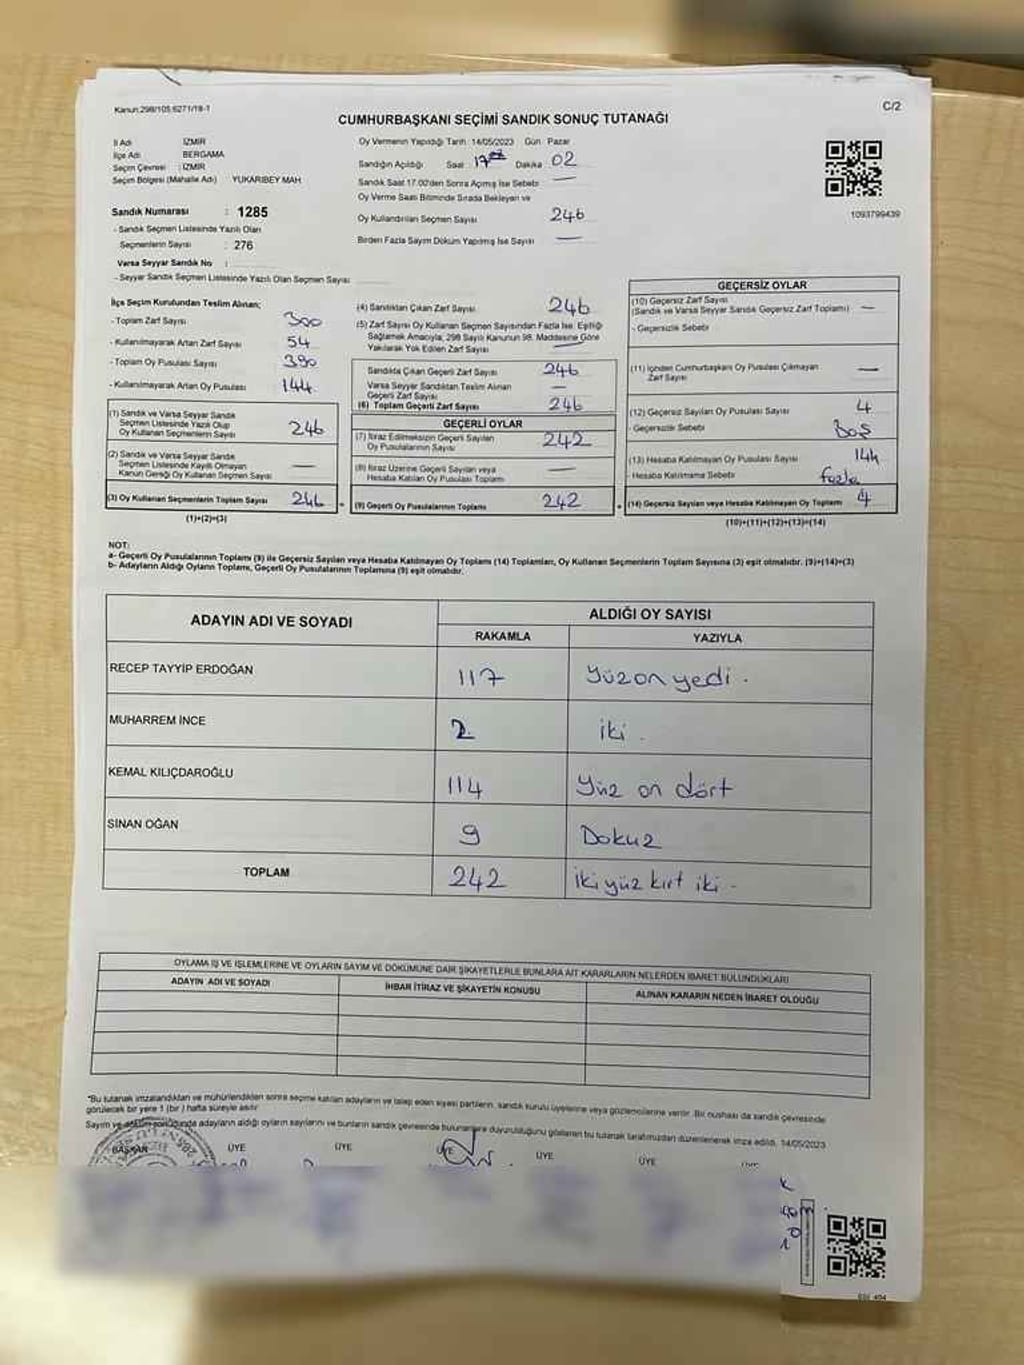 Kanun:298/105.6271/18-1
C/2
CUMHURBAŞKANI SEÇİMİ SANDIK SONUÇ TUTANAĞI
İl Adı : İZMİR
İlçe Adı : BERGAMA
Seçim Çevresi : İZMİR
Seçim Bölgesi (Mahalle Adı) YUKARIBEY MAH.
Sandık Numarası : 1285
- Sandık Seçmen Listesinde Yazılı Olan
Seçmenlerin Sayısı : 276
Varsa Seyyar Sandık No :
- Seyyar Sandık Seçmen Listesinde Yazılı Olan Seçmen Sayısı
Oy Vermenin Yapıldığı Tarih :14/05/2023 Gün : Pazar
Sandığın Açıldığı Saat : 17 Dakika : 02
Sandık Saat 17.00'den Sonra Açmış İse Sebebi : —
Oy Verme Saati Bitiminde Sırada Bekleyen ve
Oy Kullandırılan Seçmen Sayısı 246
Birden Fazla Sayım Döküm Yapılmış İse Sayısı —
1093799439
İlçe Seçim Kurulundan Teslim Alınan;
- Toplam Zarf Sayısı 300
- Kullanılmayarak Artan Zarf Sayısı 54
- Toplam Oy Pusulası Sayısı 390
- Kullanılmayarak Artan Oy Pusulası 144
(1) Sandık ve Varsa Seyyar Sandık
Seçmen Listesinde Yazılı Olup
Oy Kullanan Seçmenlerin Sayısı 246
(2) Sandık ve Varsa Seyyar Sandık
Seçmen Listesinde Kayıtlı Olmayan
Kanun Gereği Oy Kullanan Seçmen Sayısı —
(3) Oy Kullanan Seçmenlerin Toplam Sayısı 246
(1)+(2)=(3)
(4) Sandıktan Çıkan Zarf Sayısı 246
(5) Zarf Sayısı Oy Kullanan Seçmen Sayısından Fazla İse, Eşitliği
Sağlamak Amacıyla, 298 Sayılı Kanunun 98. Maddesine Göre
Yakılarak Yok Edilen Zarf Sayısı —
Sandıkta Çıkan Geçerli Zarf Sayısı 246
Varsa Seyyar Sandıktan Teslim Alınan
Geçerli Zarf Sayısı —
(6) Toplam Geçerli Zarf Sayısı 246
GEÇERLİ OYLAR
(7) İtiraz Edilmeksizin Geçerli Sayılan
Oy Pusulalarının Sayısı 242
(8) İtiraz Üzerine Geçerli Sayılan veya
Hesaba Katılan Oy Pusulası Toplamı —
(9) Geçerli Oy Pusulalarının Toplamı 242
GEÇERSİZ OYLAR
(10) Geçersiz Zarf Sayısı
(Sandık ve Varsa Seyyar Sandık Geçersiz Zarf Toplamı) —
- Geçersizlik Sebebi
(11) İçinden Cumhurbaşkanı Oy Pusulası Çıkmayan
Zarf Sayısı —
(12) Geçersiz Sayılan Oy Pusulası Sayısı 4
- Geçersizlik Sebebi Boş
(13) Hesaba Katılmayan Oy Pusulası Sayısı 144
- Hesaba Katılmama Sebebi fazla
(14) Geçersiz Sayılan veya Hesaba Katılmayan Oy Toplamı 4
(10)+(11)+(12)+(13)=(14)
NOT:
a- Geçerli Oy Pusulalarının Toplamı (9) ile Geçersiz Sayılan veya Hesaba Katılmayan Oy Toplamı (14) Toplamları, Oy Kullanan Seçmenlerin Toplam Sayısına (3) eşit olmalıdır. (9)+(14)=(3)
b- Adayların Aldığı Oyların Toplamı, Geçerli Oy Pusulalarının Toplamına (9) eşit olmalıdır.
ADAYIN ADI VE SOYADI ALDIĞI OY SAYISI
RAKAMLA YAZIYLA
RECEP TAYYİP ERDOĞAN 117 Yüzonyedi.
MUHARREM İNCE 2 iki.
KEMAL KILIÇDAROĞLU 114 Yüz on dört
SİNAN OĞAN 9 Dokuz
TOPLAM 242 ikiyüz kırt iki -
OYLAMA İŞ VE İŞLEMLERİNE VE OYLARIN SAYIM VE DÖKÜMÜNE DAİR ŞİKAYETLERLE BUNLARA AİT KARARLARIN NELERDEN İBARET BULUNDUKLARI
ADAYIN ADI VE SOYADI İHBAR İTİRAZ VE ŞİKAYETİN KONUSU ALINAN KARARIN NEDEN İBARET OLDUĞU
*Bu tutanak imzalandıktan ve mühürlendikten sonra seçime katılan adayların ve talep eden siyasi partilerin, sandık kurulu üyelerine veya gözlemcilerine verilir. Bir nüshası da sandık çevresinde
görülecek bir yere 1 (bir) hafta süreyle asılır.
Sayım ve döküm sonucunda adayların aldığı oyların sayılarını ve bunların sandık çevresinde bulunanlara duyurulduğunu gösteren bu tutanak tarafımızdan düzenlenerek imza edildi. 14/05/2023
BAŞKAN ÜYE ÜYE ÜYE ÜYE ÜYE